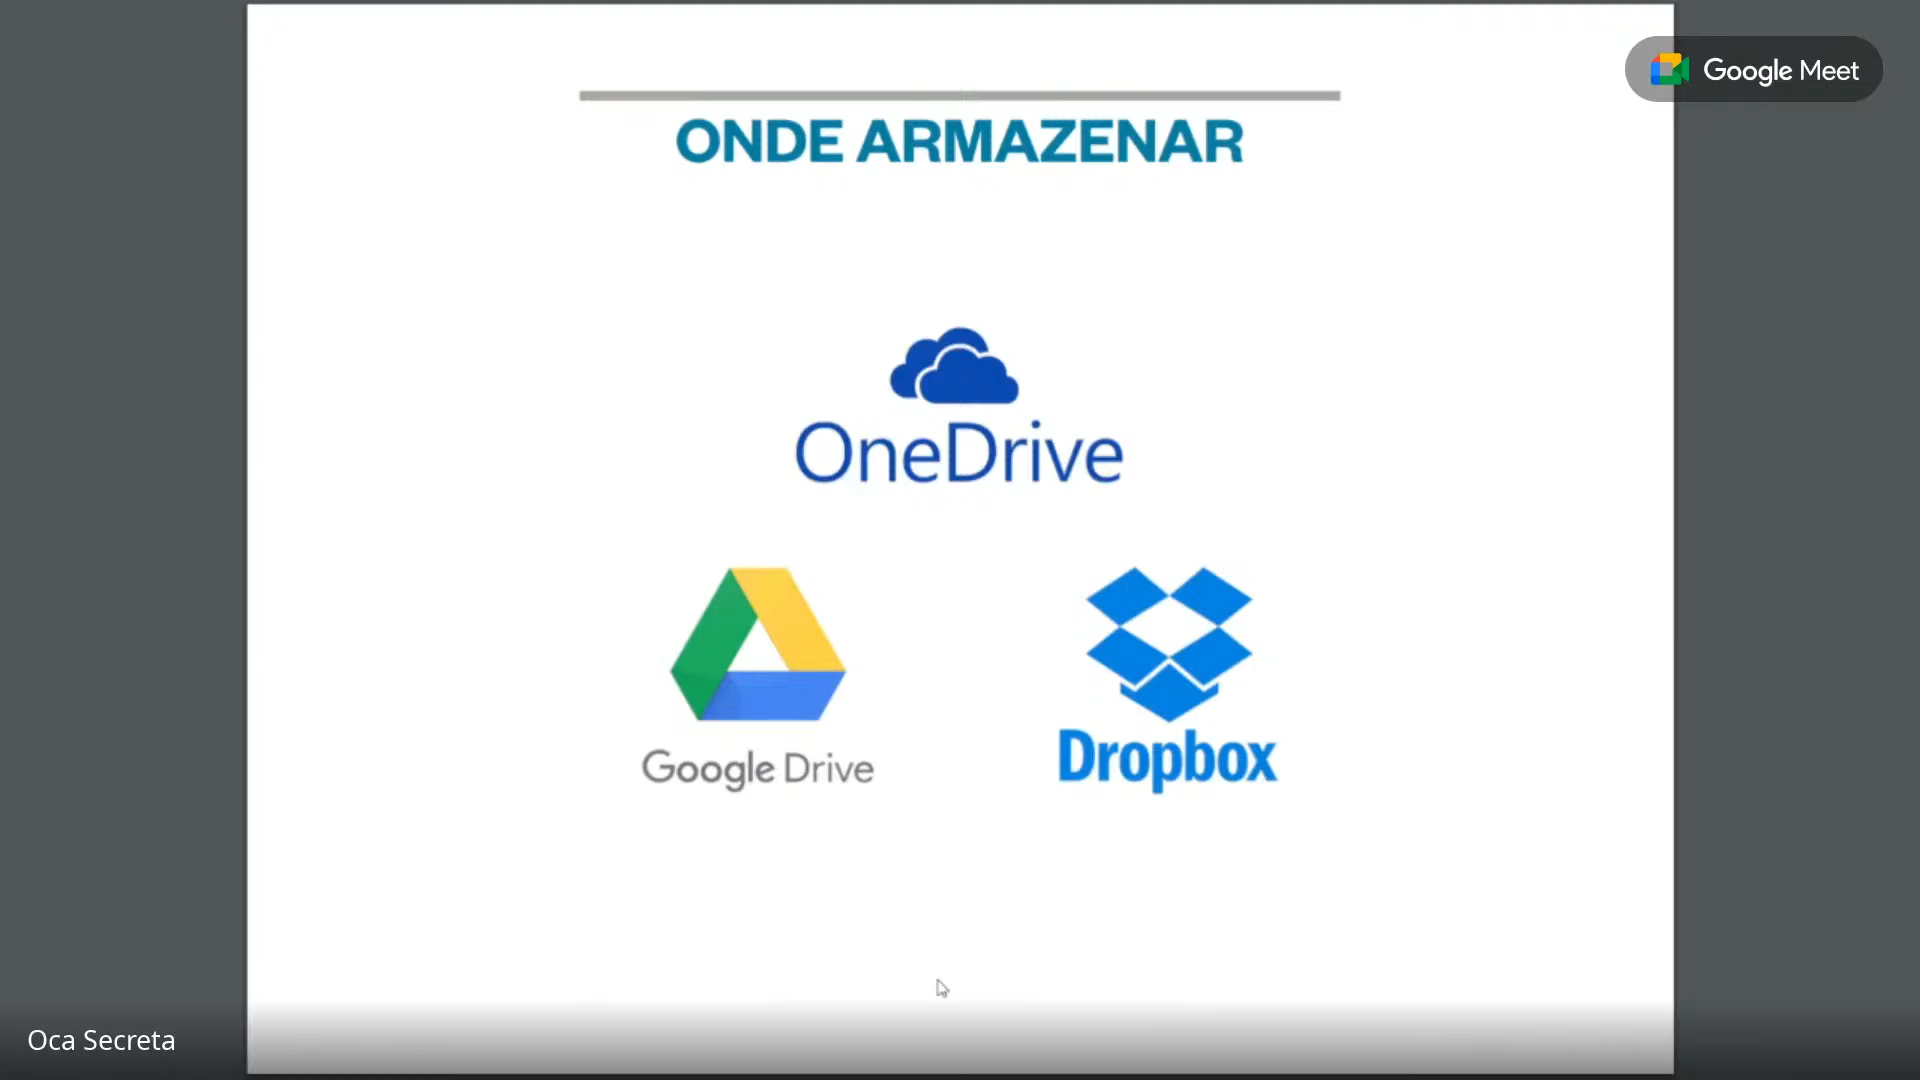 Google Meet
ONDE ARMAZENAR
OneDrive
Google Drive
Dropbox
Oca Secreta